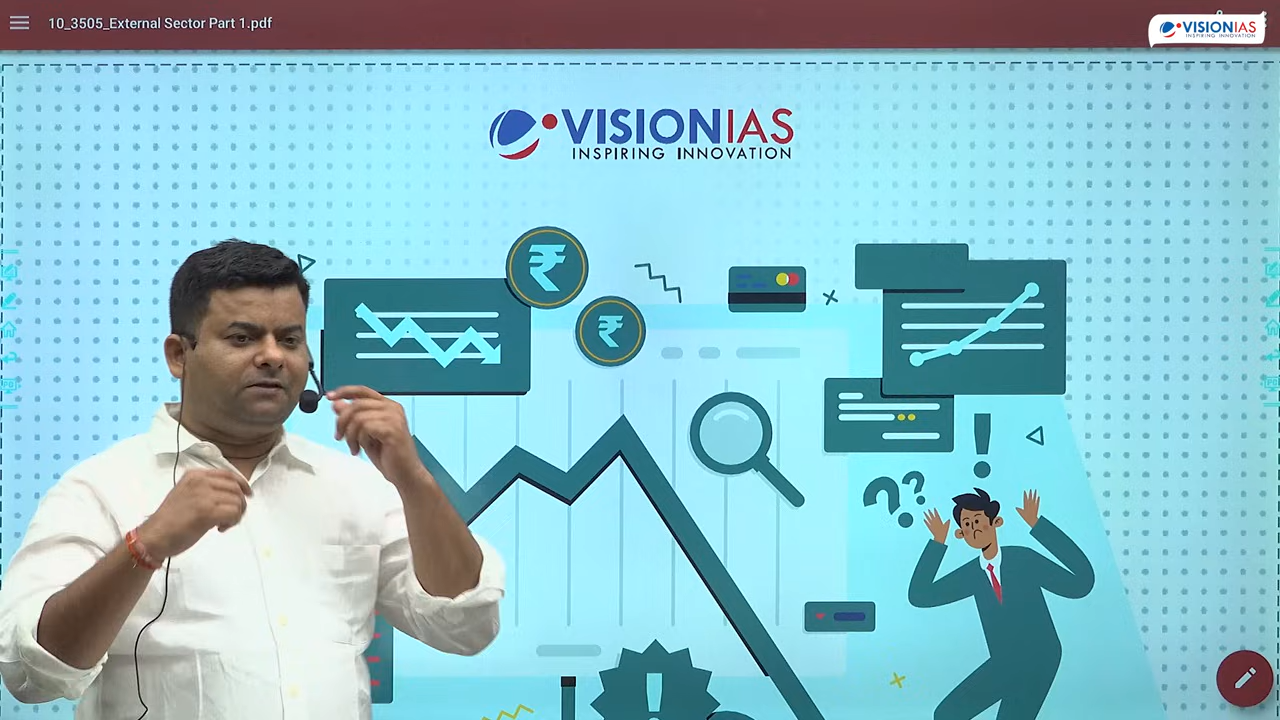 10_3505_External Sector Part 1.pdf
VISIONIAS
INSPIRING INNOVATION
VISIONIAS
INSPIRING INNOVATION
₹
₹
??
!
!